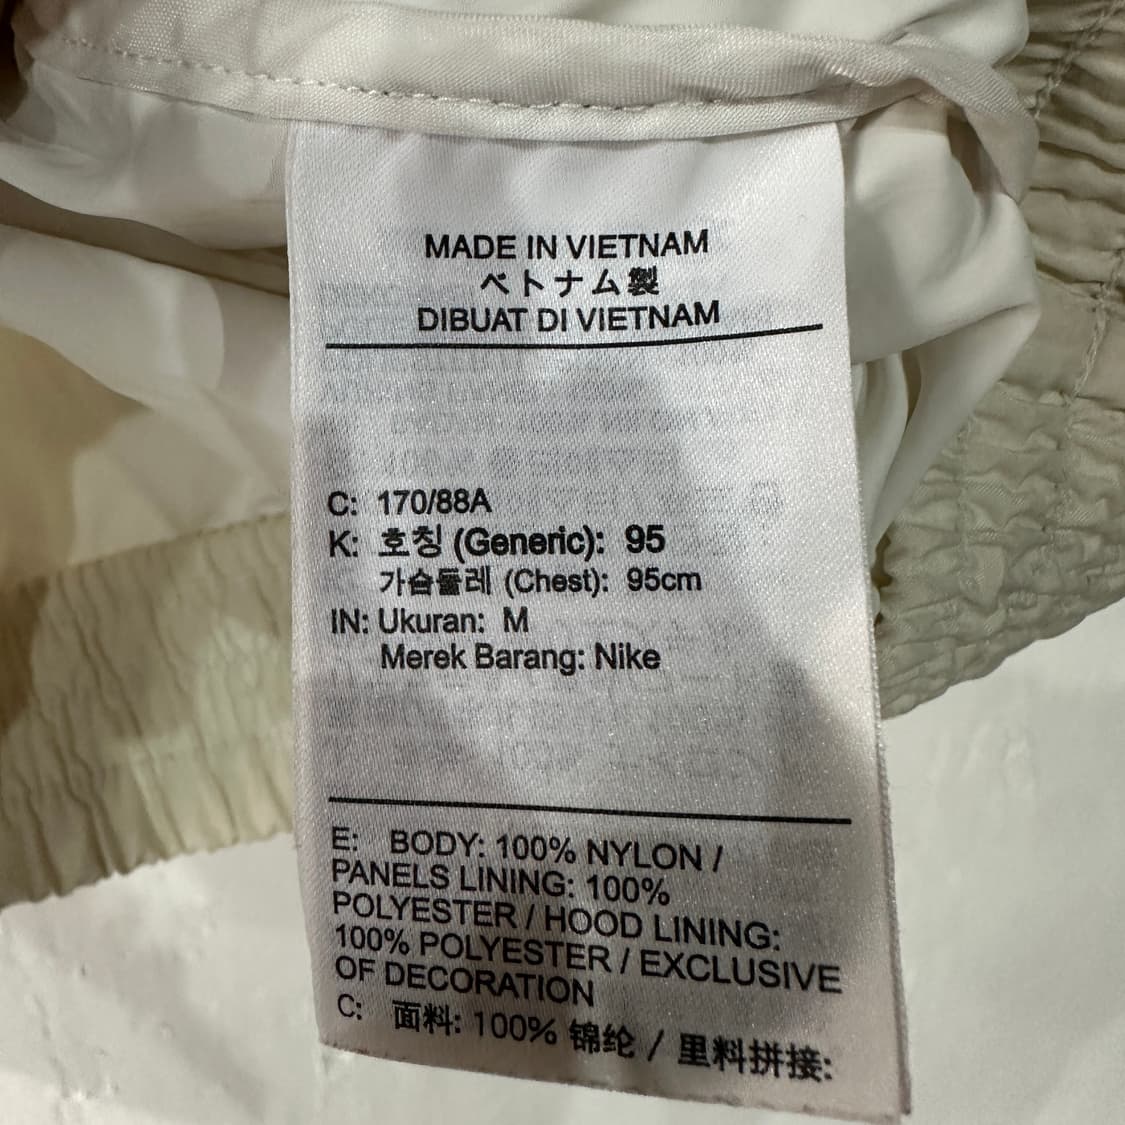 MADE IN VIETNAM
ベトナム製
DIBUAT DI VIETNAM
C: 170/88A
K: 호칭 (Generic): 95
가슴둘레 (Chest): 95cm
IN: Ukuran: M
Merek Barang: Nike
E: BODY: 100% NYLON /
PANELS LINING: 100%
POLYESTER / HOOD LINING:
100% POLYESTER / EXCLUSIVE
OF DECORATION
C: 面料: 100% 锦纶 / 里料拼接: